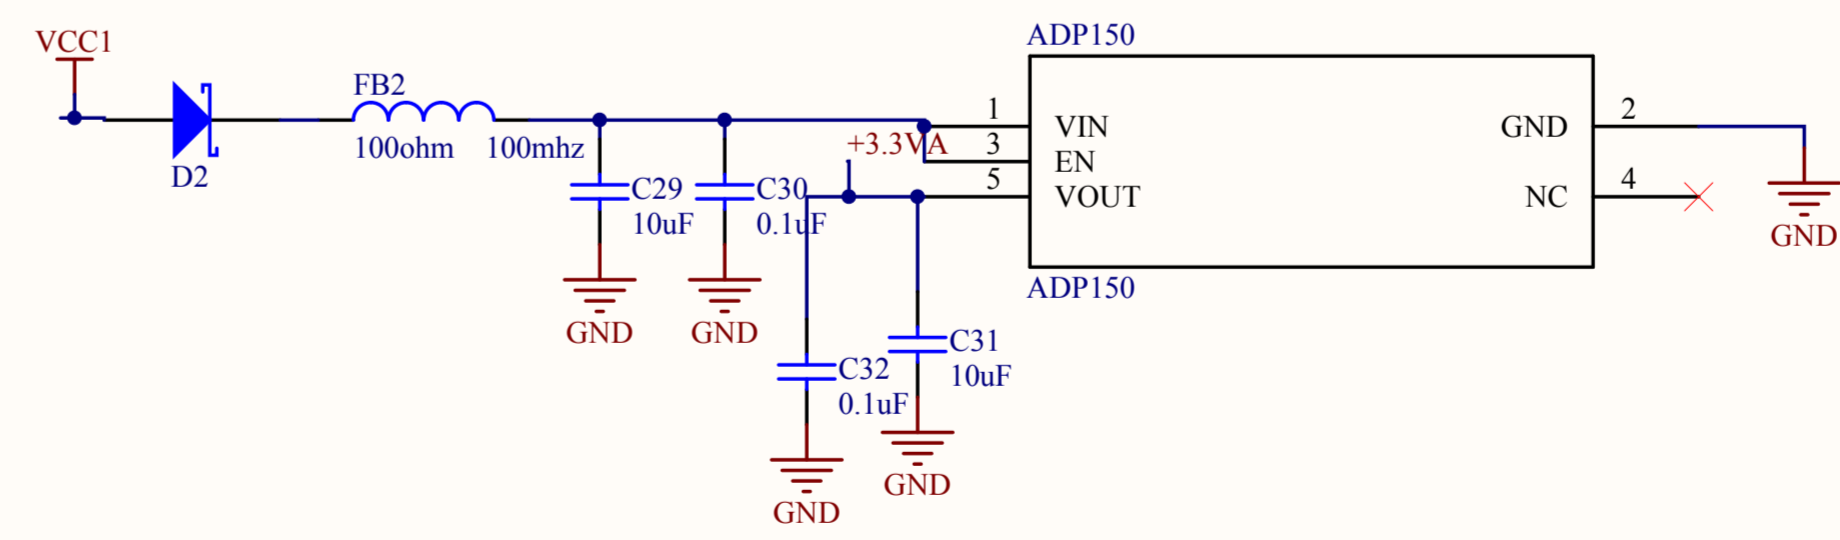 ADP150
VCC1
FB2
100ohm 100mhz
D2
1 VIN
+3.3VA
3 EN
5 VOUT
GND 2
NC 4
GND
C29
10uF
C30
0.1uF
GND
GND
ADP150
C31
10uF
C32
0.1uF
GND
GND